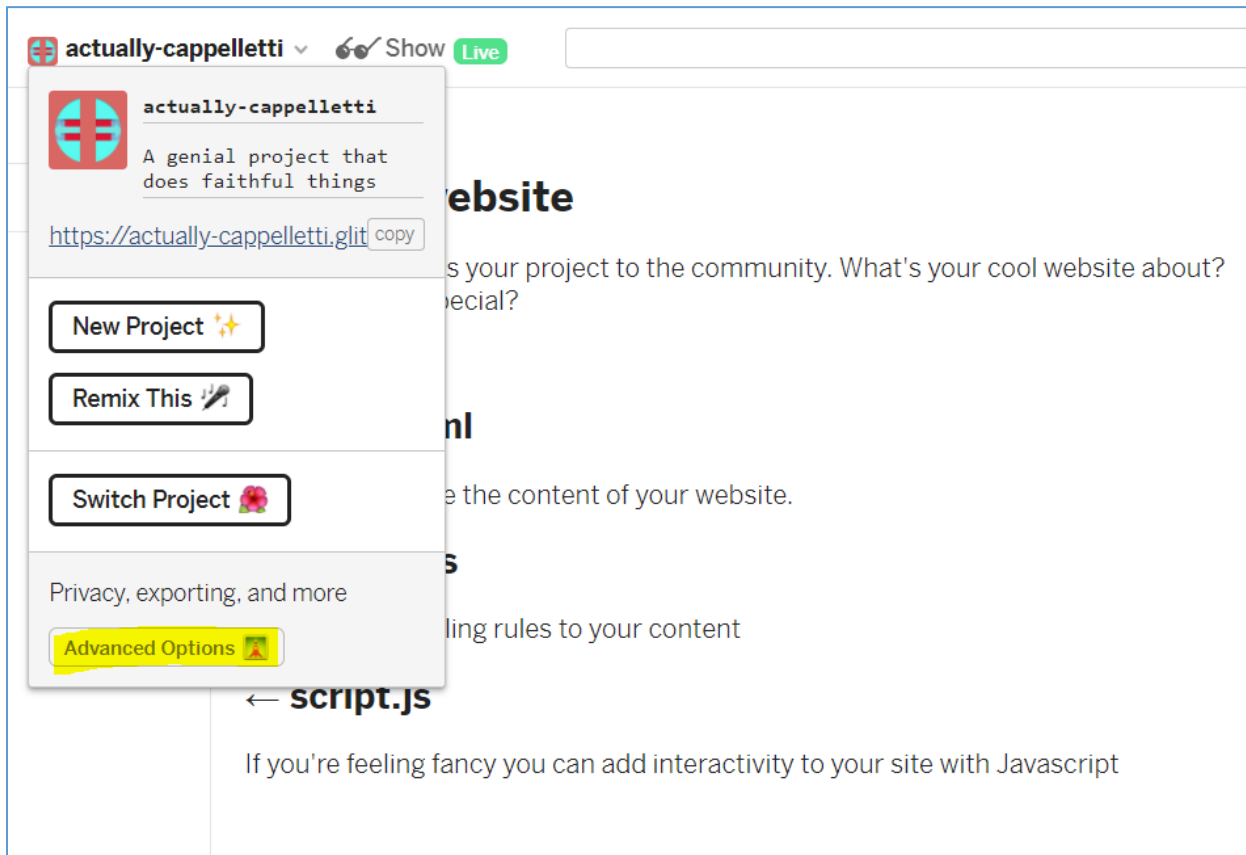 actually-cappelletti Show Live
actually-cappelletti
A genial project that
does faithful things
https://actually-cappelletti.glit copy
New Project
Remix This
Switch Project
Privacy, exporting, and more
Advanced Options
ebsite
s your project to the community. What's your cool website about?
ecial?
ml
e the content of your website.
s
ling rules to your content
← script.js
If you're feeling fancy you can add interactivity to your site with Javascript